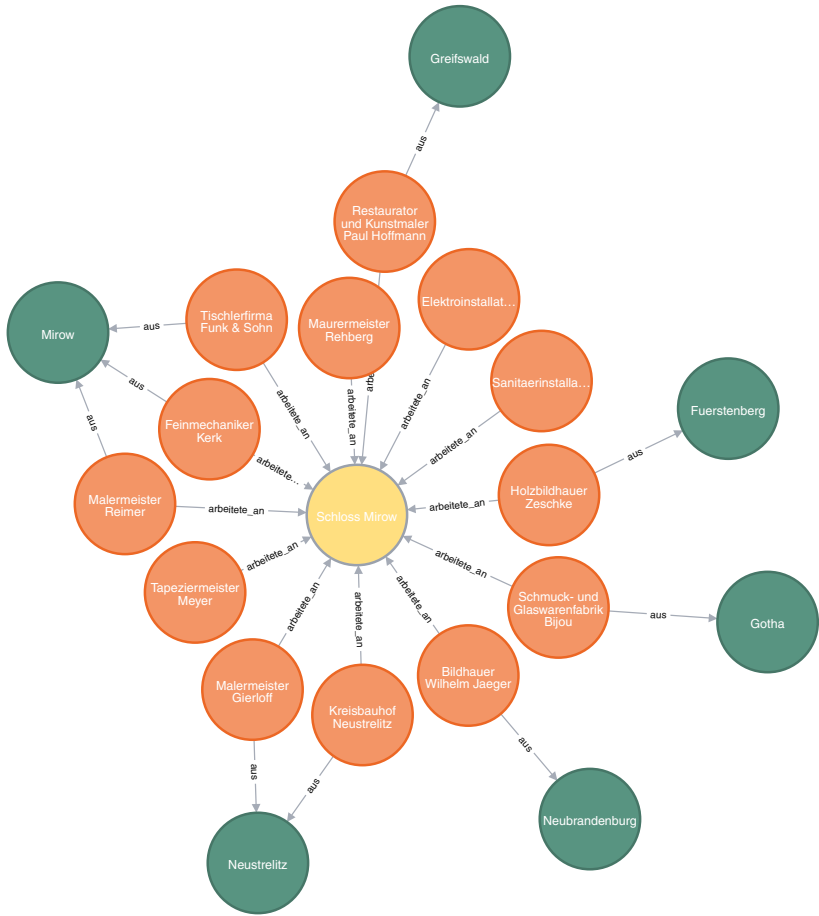 Greifswald
aus
Restaurator
und Kunstmaler
Paul Hoffmann
Elektroinstallat…
Tischlerfirma
Funk & Sohn
aus
Mirow
Maurermeister
Rehberg
arbeitete_an
arbe
arbeitete_an
Sanitaerinstalla…
arbeitete_an
arbeitete_an
aus
Feinmechaniker
Kerk
arbeitete…
Fuerstenberg
aus
aus
Malermeister
Reimer
arbeitete_an
Schloss Mirow
arbeitete_an
Holzbildhauer
Zeschke
Tapeziermeister
Meyer
arbeitete_an
arbeitete_an
Schmuck- und
Glaswarenfabrik
Bijou
aus
Gotha
arbeitete_an
arbeitete_an
arbeitete_an
Malermeister
Gierloff
Kreisbauhof
Neustrelitz
Bildhauer
Wilhelm Jaeger
aus
aus
aus
Neubrandenburg
Neustrelitz